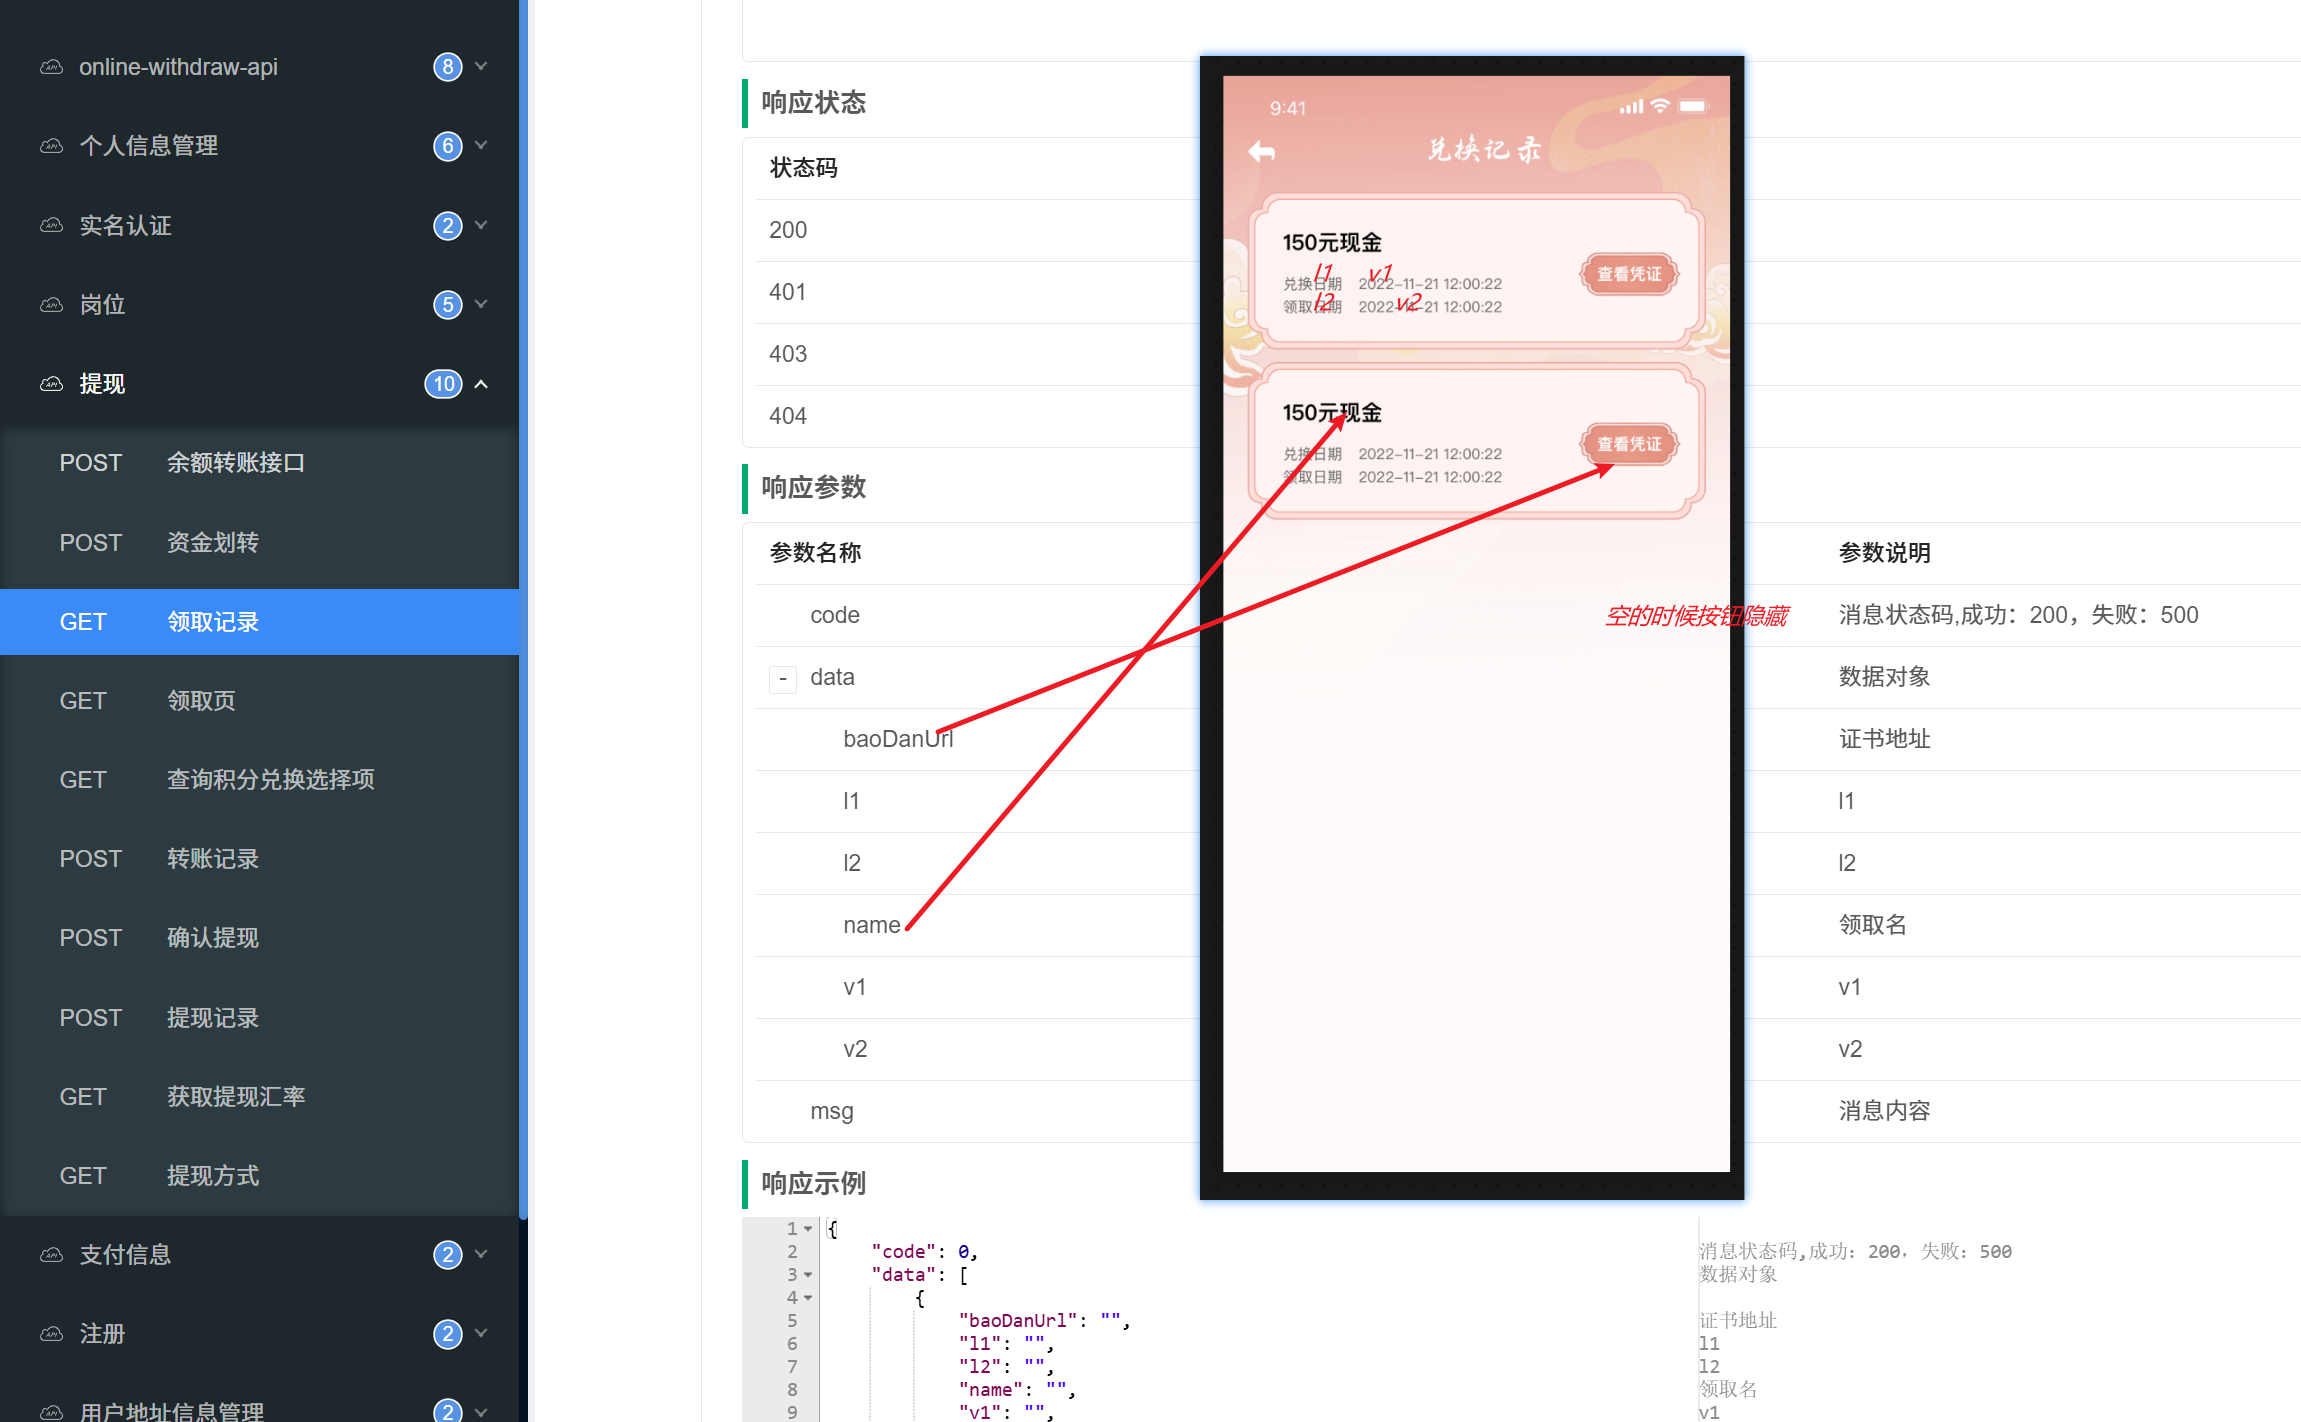 online-withdraw-api 8
个人信息管理 6
实名认证 2
岗位 5
提现 10
POST 余额转账接口
POST 资金划转
GET 领取记录
GET 领取页
GET 查询积分兑换选择项
POST 转账记录
POST 确认提现
POST 提现记录
GET 获取提现汇率
GET 提现方式
支付信息 2
注册 2
用户地址信息管理 2
响应状态
状态码
200
401
403
404
响应参数
参数名称 参数说明
code 消息状态码,成功：200，失败：500
- data 数据对象
baoDanUrl 证书地址
l1 l1
l2 l2
name 领取名
v1 v1
v2 v2
msg 消息内容
响应示例
1 {
2 "code": 0, 消息状态码,成功：200，失败：500
3 "data": [ 数据对象
4 {
5 "baoDanUrl": "", 证书地址
6 "l1": "", l1
7 "l2": "", l2
8 "name": "", 领取名
9 "v1": "", v1
9:41
兑换记录
150元现金
l1 v1
兑换日期 2022-11-21 12:00:22
l2 v2
领取日期 2022-11-21 12:00:22
查看凭证
150元现金
兑换日期 2022-11-21 12:00:22
领取日期 2022-11-21 12:00:22
查看凭证
空的时候按钮隐藏